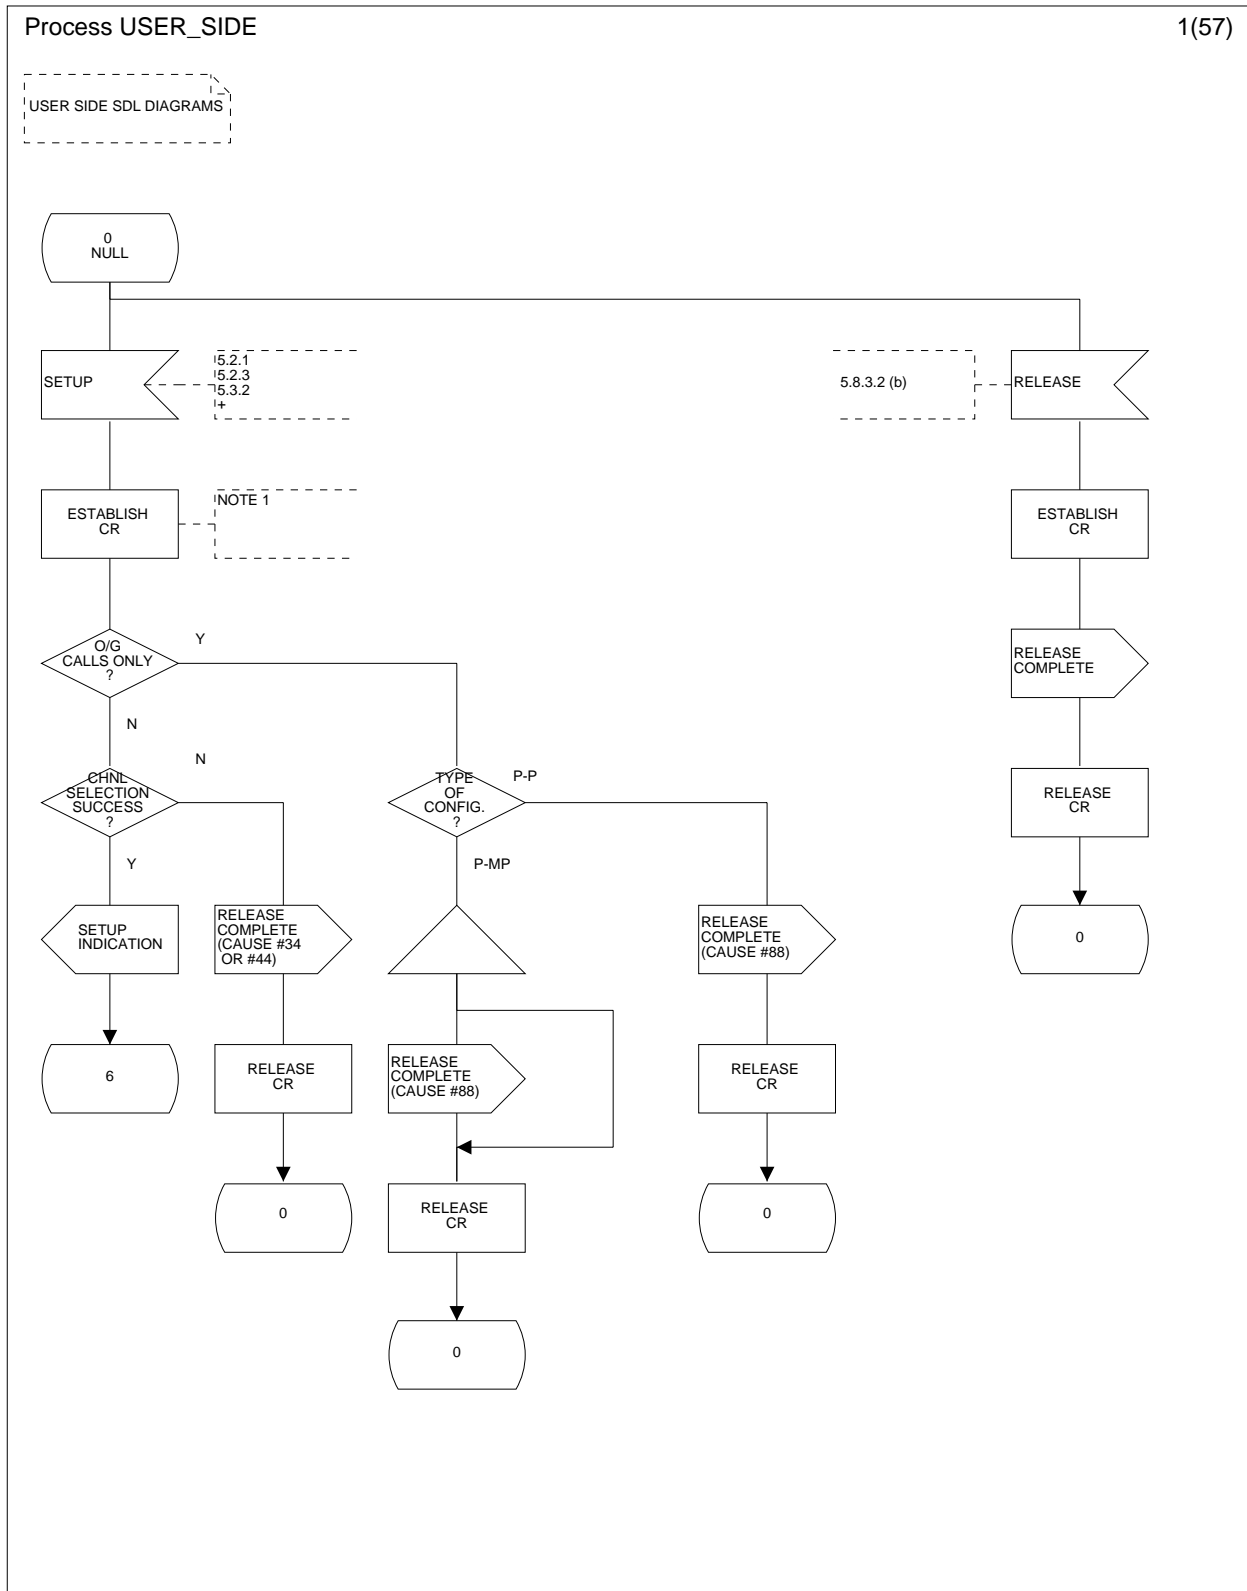 Process USER_SIDE
1(57)
USER SIDE SDL DIAGRAMS
0
NULL
SETUP
5.2.1
5.2.3
5.3.2
+
5.8.3.2 (b)
RELEASE
ESTABLISH
CR
NOTE 1
ESTABLISH
CR
O/G
CALLS ONLY
?
Y
N
RELEASE
COMPLETE
CHNL
SELECTION
SUCCESS
?
N
Y
TYPE
OF
CONFIG.
?
P-P
P-MP
RELEASE
CR
SETUP
INDICATION
RELEASE
COMPLETE
(CAUSE #34
OR #44)
RELEASE
COMPLETE
(CAUSE #88)
0
6
RELEASE
CR
RELEASE
COMPLETE
(CAUSE #88)
RELEASE
CR
0
RELEASE
CR
0
0